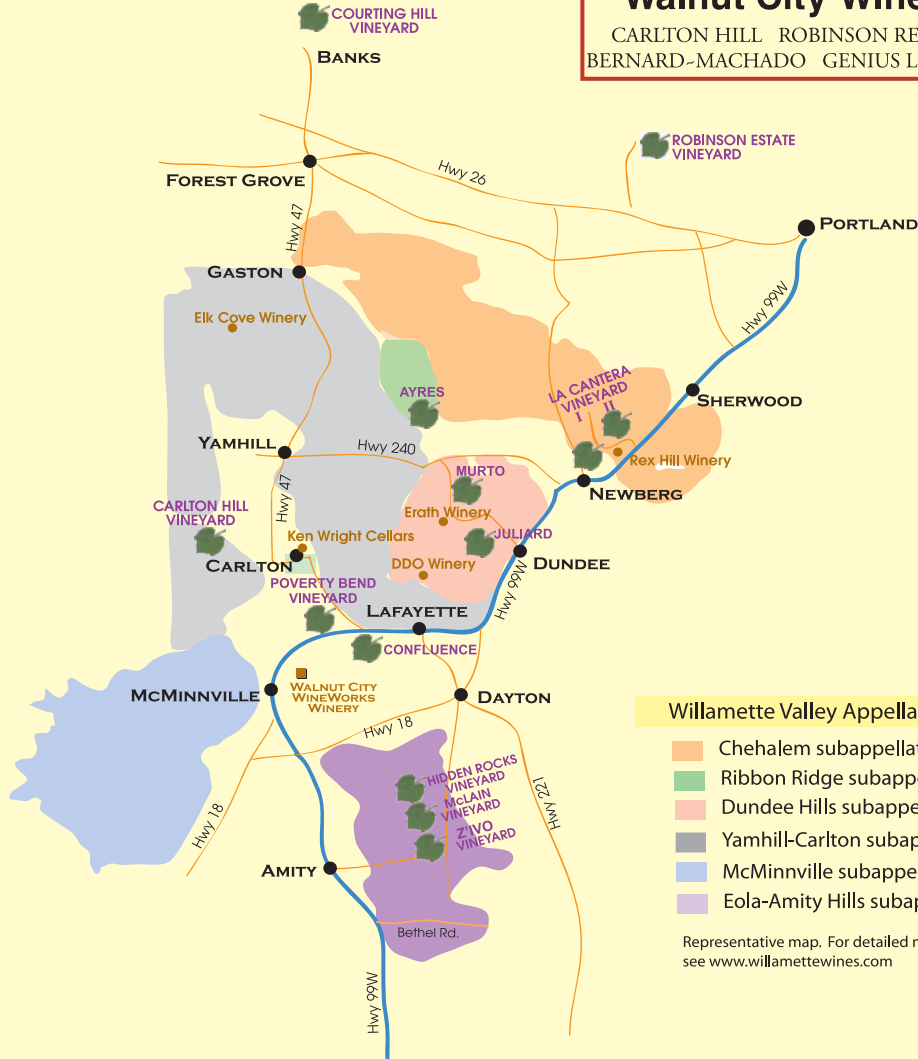 Walnut City Wine
CARLTON HILL ROBINSON RE
BERNARD~MACHADO GENIUS L
COURTING HILL
VINEYARD
BANKS
ROBINSON ESTATE
VINEYARD
Hwy 26
FOREST GROVE
PORTLAND
Hwy 47
GASTON
Hwy 99W
Elk Cove Winery
LA CANTERA
VINEYARD
I II
AYRES
SHERWOOD
YAMHILL
Hwy 240
Rex Hill Winery
MURTO
NEWBERG
Hwy 47
CARLTON HILL
VINEYARD
Erath Winery
Ken Wright Cellars
JULIARD
CARLTON
DDO Winery
DUNDEE
POVERTY BEND
VINEYARD
Hwy 99W
LAFAYETTE
CONFLUENCE
MCMINNVILLE
WALNUT CITY
WINEWORKS
WINERY
DAYTON
Hwy 18
Willamette Valley Appella
Chehalem subappellat
Ribbon Ridge subappe
Dundee Hills subappe
Yamhill-Carlton subap
McMinnville subappe
Eola-Amity Hills subap
HIDDEN ROCKS
VINEYARD
McLAIN
VINEYARD
Z'IVO
VINEYARD
Hwy 221
Hwy 18
AMITY
Bethel Rd.
Representative map. For detailed m
see www.willamettewines.com
Hwy 99W